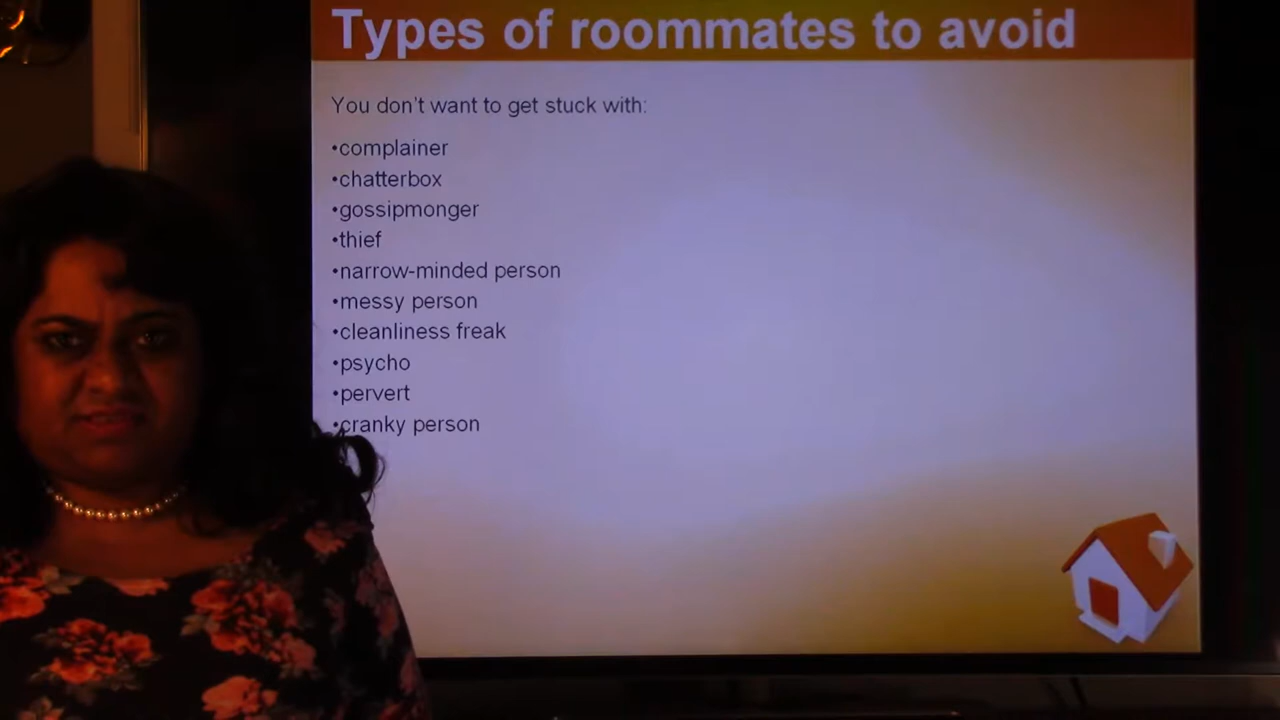 Types of roommates to avoid
You don't want to get stuck with:
•complainer
•chatterbox
•gossipmonger
•thief
•narrow-minded person
•messy person
•cleanliness freak
•psycho
•pervert
•cranky person